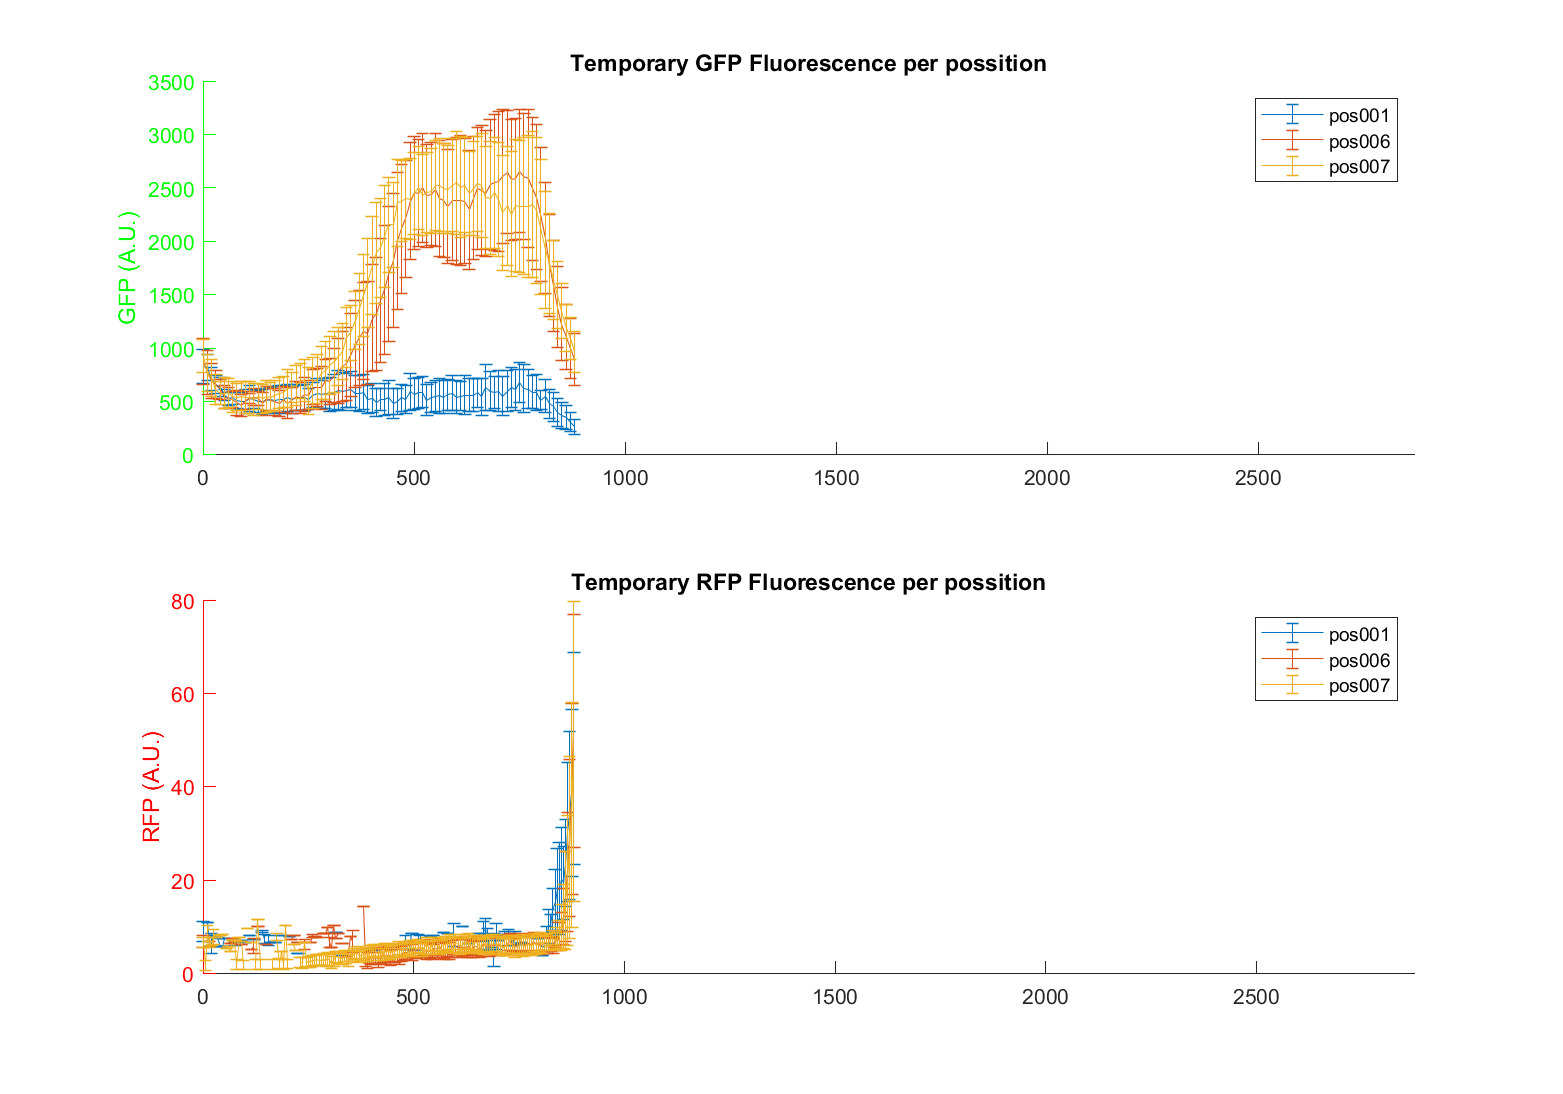 Temporary GFP Fluorescence per possition
GFP (A.U.)
3500
3000
2500
2000
1500
1000
500
0
0 500 1000 1500 2000 2500
pos001
pos006
pos007
Temporary RFP Fluorescence per possition
RFP (A.U.)
80
60
40
20
0
0 500 1000 1500 2000 2500
pos001
pos006
pos007